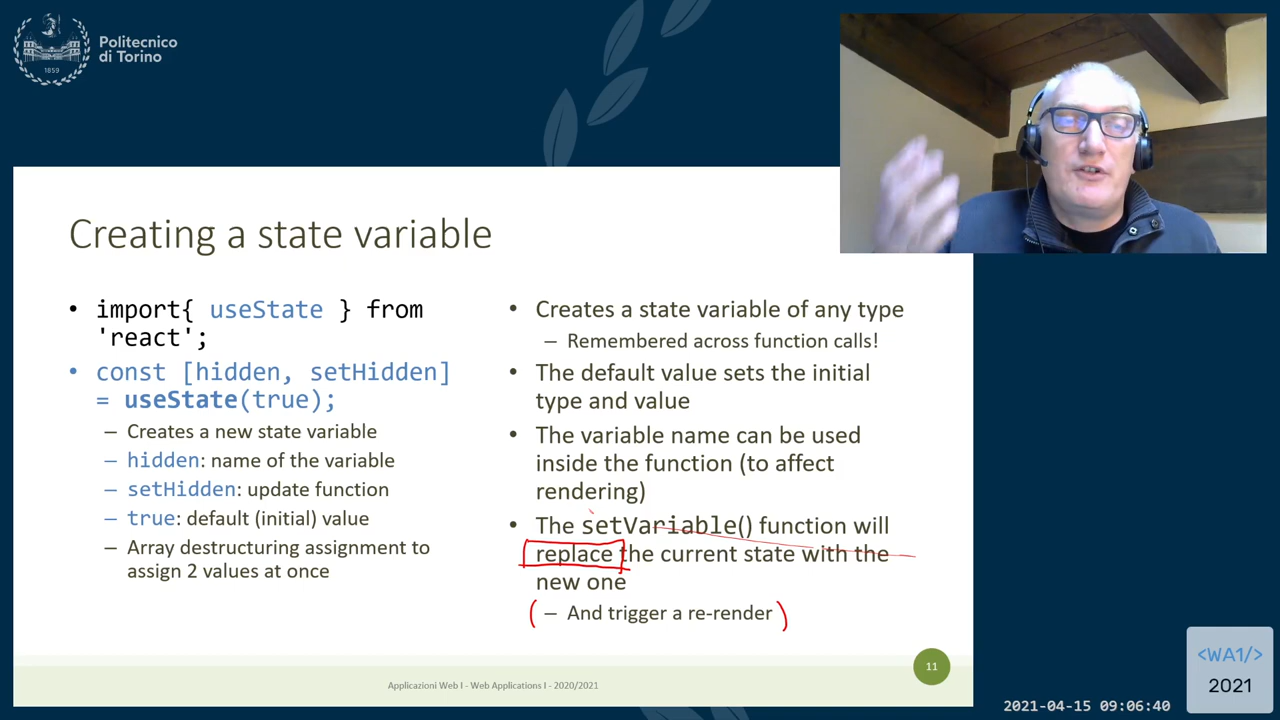 Politecnico
di Torino
1859
Creating a state variable
• import{ useState } from
'react';
• const [hidden, setHidden]
= useState(true);
– Creates a new state variable
– hidden: name of the variable
– setHidden: update function
– true: default (initial) value
– Array destructuring assignment to
assign 2 values at once
• Creates a state variable of any type
– Remembered across function calls!
• The default value sets the initial
type and value
• The variable name can be used
inside the function (to affect
rendering)
• The setVariable() function will
replace the current state with the
new one
– And trigger a re-render
Applicazioni Web I - Web Applications I - 2020/2021
11
<WA1/>
2021
2021-04-15 09:06:40